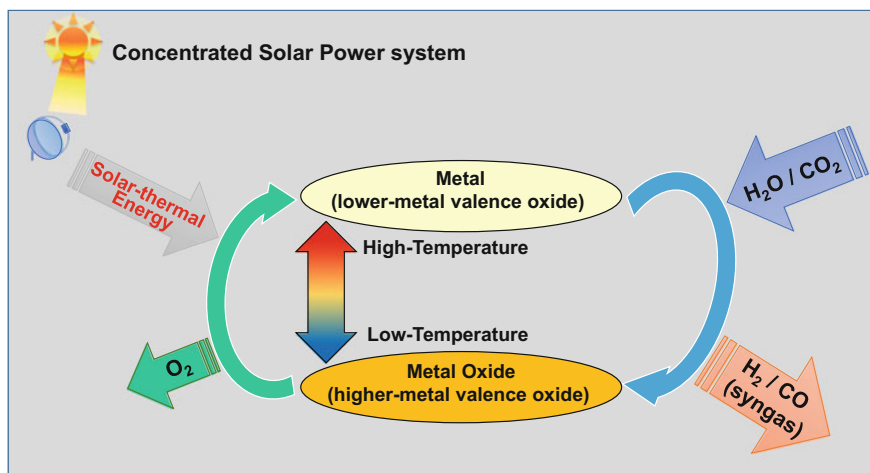 Concentrated Solar Power system
Solar-thermal
Energy
Metal
(lower-metal valence oxide)
H₂O / CO₂
High-Temperature
Low-Temperature
O₂
Metal Oxide
(higher-metal valence oxide)
H₂ / CO
(syngas)